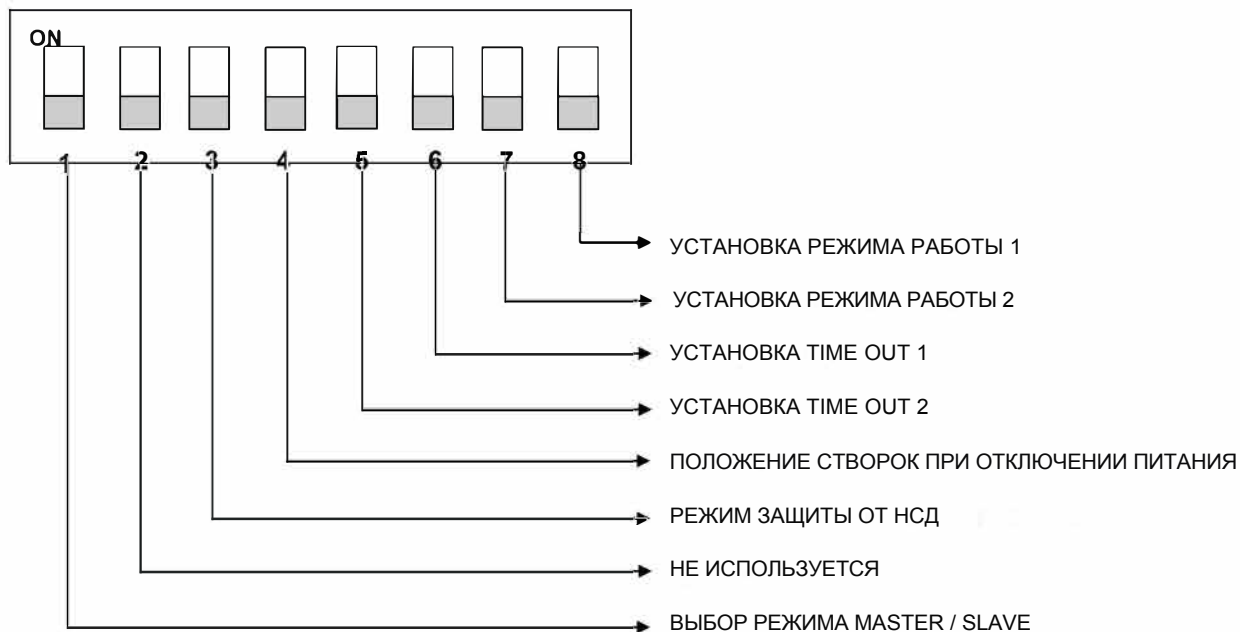 ON
1 2 3 4 5 6 7 8
УСТАНОВКА РЕЖИМА РАБОТЫ 1
УСТАНОВКА РЕЖИМА РАБОТЫ 2
УСТАНОВКА TIME OUT 1
УСТАНОВКА TIME OUT 2
ПОЛОЖЕНИЕ СТВОРОК ПРИ ОТКЛЮЧЕНИИ ПИТАНИЯ
РЕЖИМ ЗАЩИТЫ ОТ НСД
НЕ ИСПОЛЬЗУЕТСЯ
ВЫБОР РЕЖИМА MASTER / SLAVE